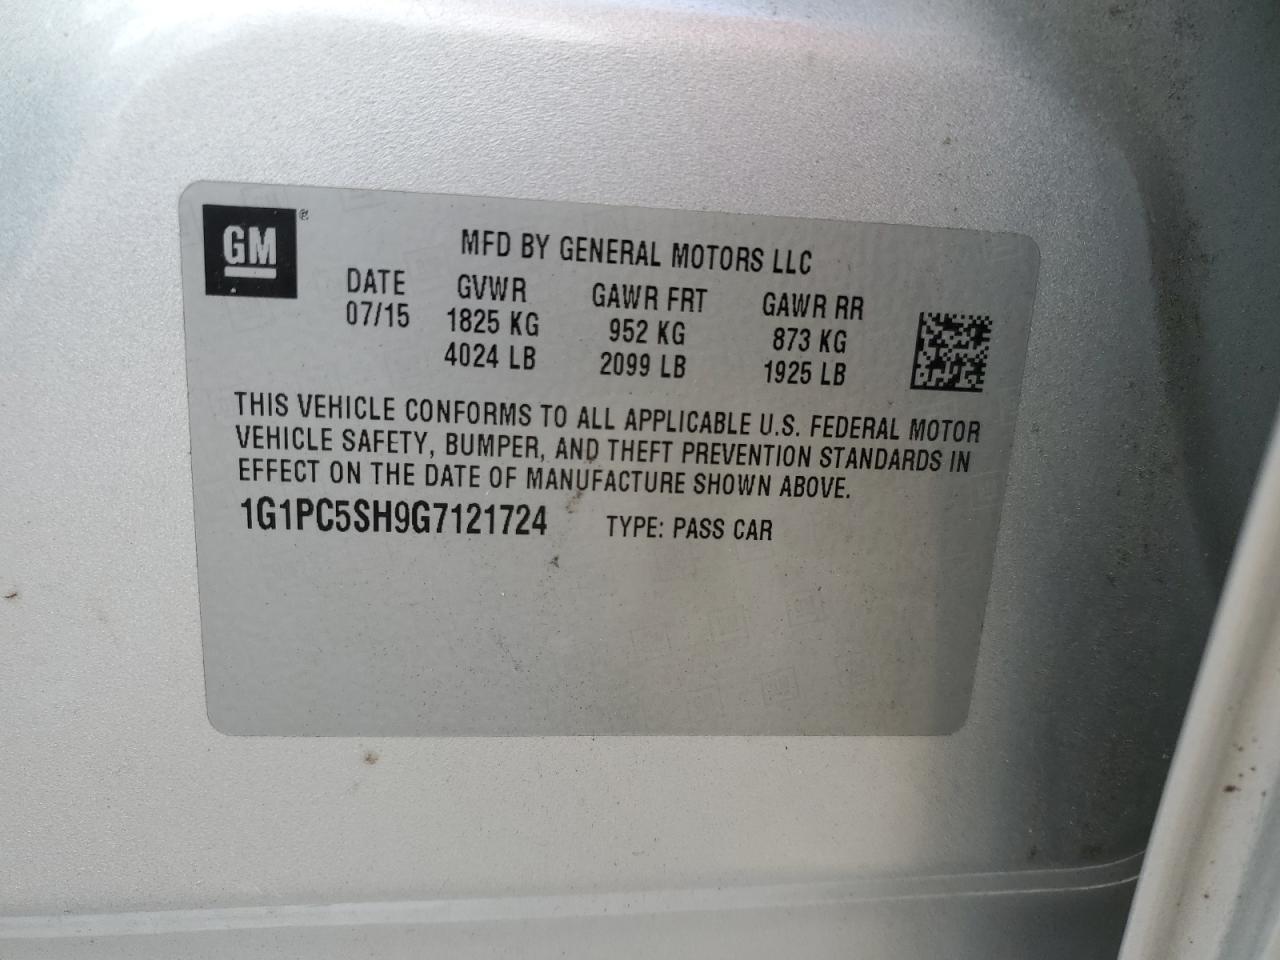 GM ®
MFD BY GENERAL MOTORS LLC
DATE GVWR GAWR FRT GAWR RR
07/15 1825 KG 952 KG 873 KG
4024 LB 2099 LB 1925 LB
THIS VEHICLE CONFORMS TO ALL APPLICABLE U.S. FEDERAL MOTOR
VEHICLE SAFETY, BUMPER, AND THEFT PREVENTION STANDARDS IN
EFFECT ON THE DATE OF MANUFACTURE SHOWN ABOVE.
1G1PC5SH9G7121724 TYPE: PASS CAR